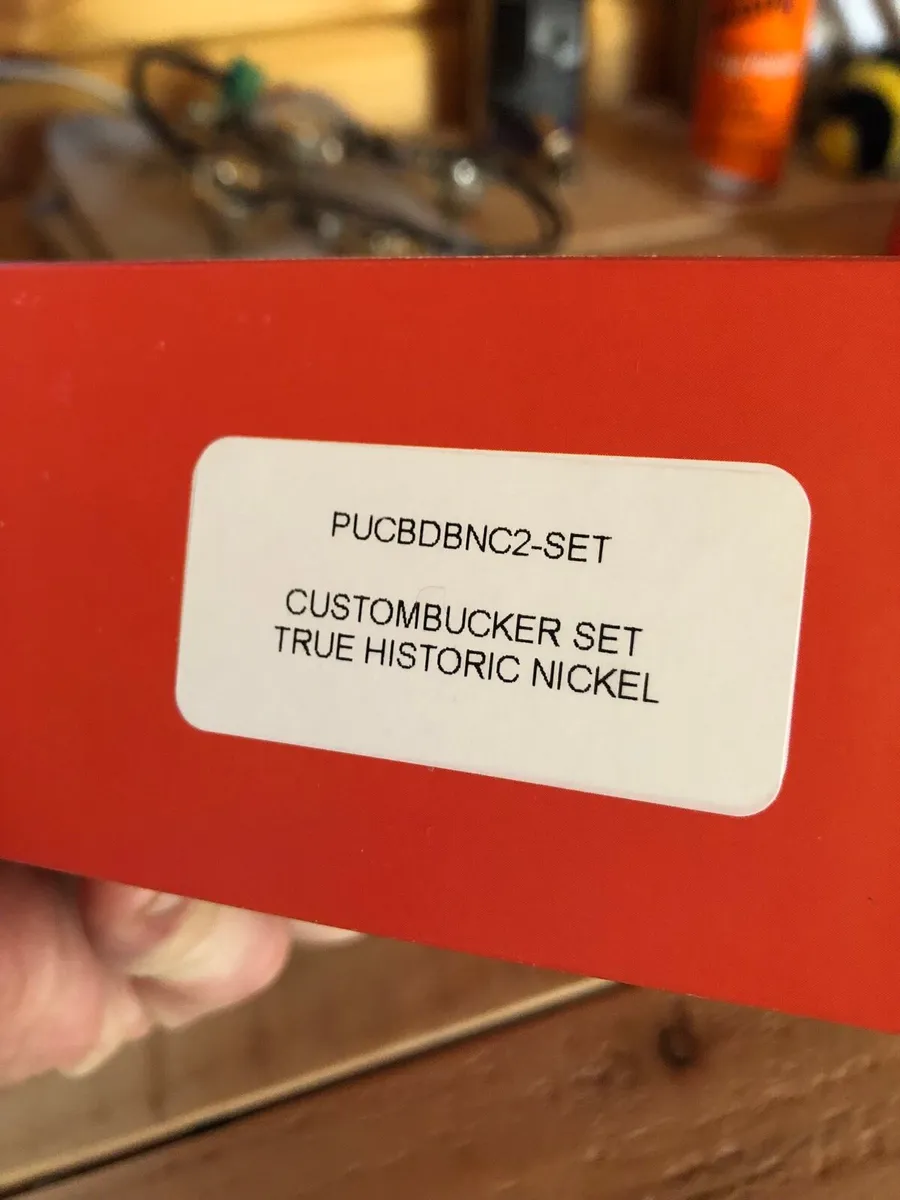 PUCBDBNC2-SET
CUSTOMBUCKER SET
TRUE HISTORIC NICKEL